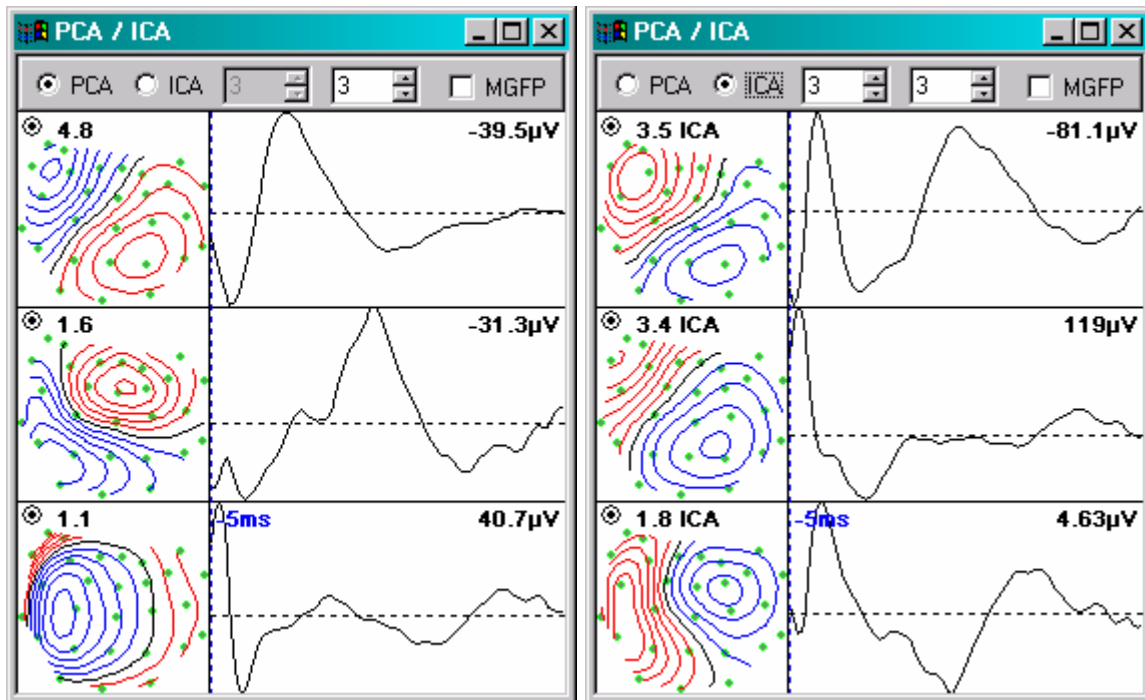 PCA / ICA
PCA ICA 3 3 MGFP
4.8 -39.5µV
1.6 -31.3µV
1.1 -5ms 40.7µV
PCA / ICA
PCA ICA 3 3 MGFP
3.5 ICA -81.1µV
3.4 ICA 119µV
1.8 ICA -5ms 4.63µV